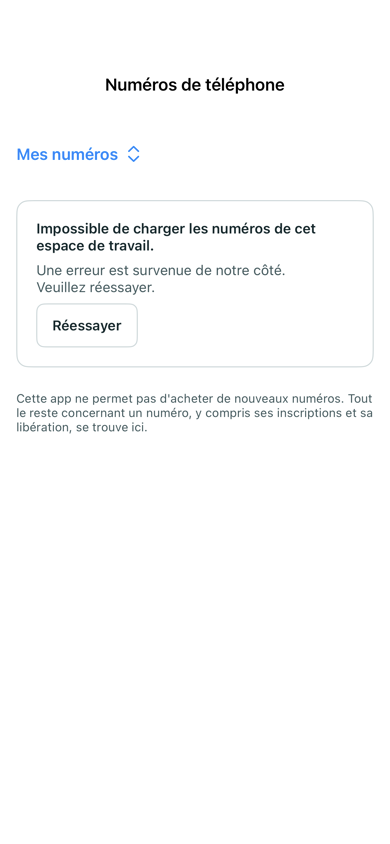 Numéros de téléphone
Mes numéros
Impossible de charger les numéros de cet
espace de travail.
Une erreur est survenue de notre côté.
Veuillez réessayer.
Réessayer
Cette app ne permet pas d'acheter de nouveaux numéros. Tout
le reste concernant un numéro, y compris ses inscriptions et sa
libération, se trouve ici.